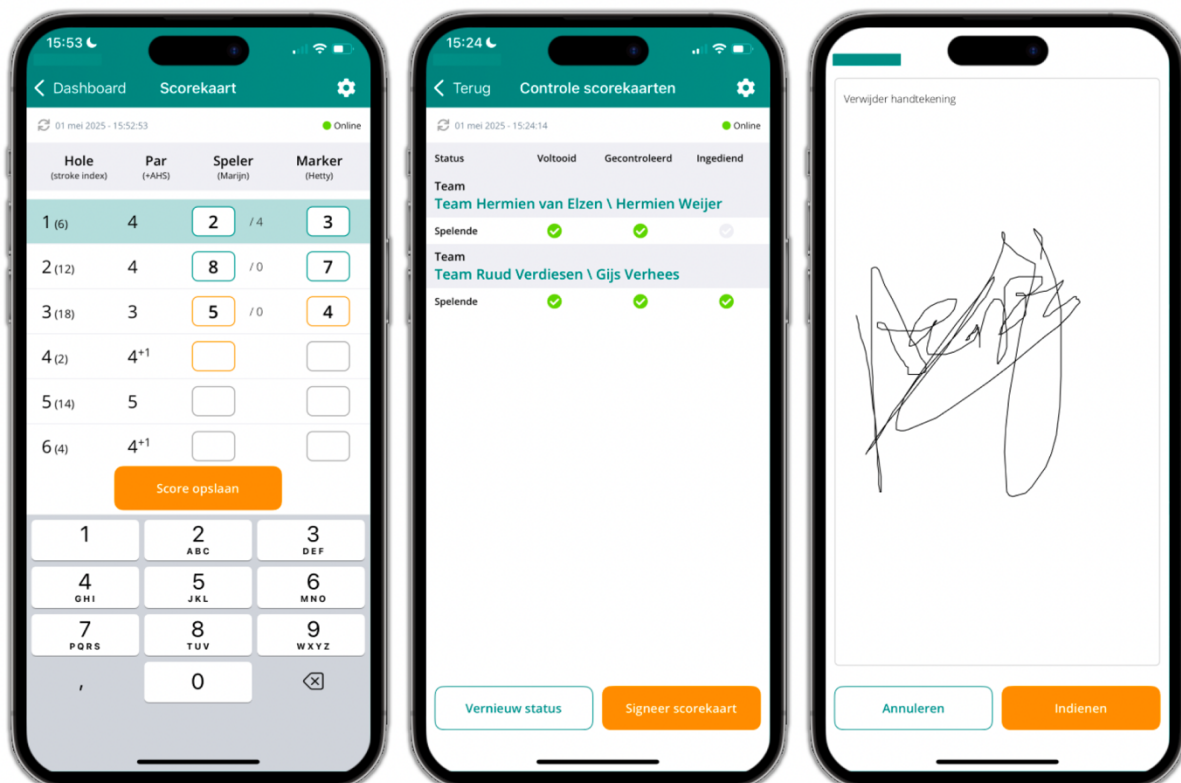 15:53
Dashboard Scorekaart
01 mei 2025 - 15:52:53 Online
Hole Par Speler Marker
(stroke index) (+AHS) (Marijn) (Hetty)
1 (6) 4 2 / 4 3
2 (12) 4 8 / 0 7
3 (18) 3 5 / 0 4
4 (2) 4+1
5 (14) 5
6 (4) 4+1
Score opslaan
1 2 3
ABC DEF
4 5 6
GHI JKL MNO
7 8 9
PQRS TUV WXYZ
, 0
15:24
Terug Controle scorekaarten
01 mei 2025 - 15:24:14 Online
Status Voltooid Gecontroleerd Ingediend
Team
Team Hermien van Elzen \ Hermien Weijer
Spelende
Team
Team Ruud Verdiesen \ Gijs Verhees
Spelende
Vernieuw status Signeer scorekaart
Verwijder handtekening
Annuleren Indienen